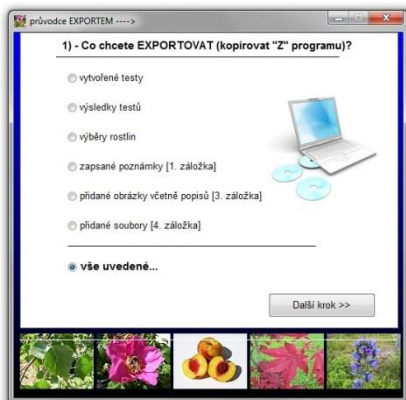 průvodce EXPORTEM ---->
1) - Co chcete EXPORTOVAT (kopírovat "Z" programu)?
vytvořené testy
výsledky testů
výběry rostlin
zapsané poznámky [1. záložka]
přidané obrázky včetně popisů [3. záložka]
přidané soubory [4. záložka]
vše uvedené...
Další krok >>